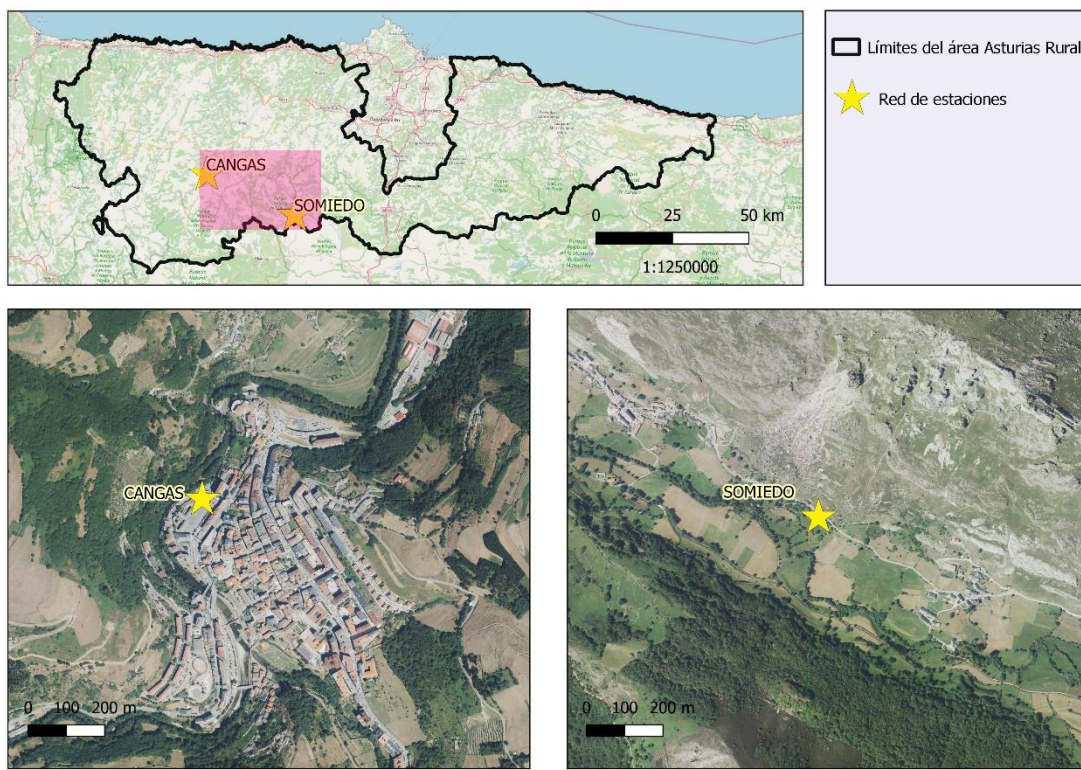 CANGAS
SOMIEDO
0 25 50 km
1:1250000
Límites del área Asturias Rural
Red de estaciones
CANGAS
0 100 200 m
SOMIEDO
0 100 200 m